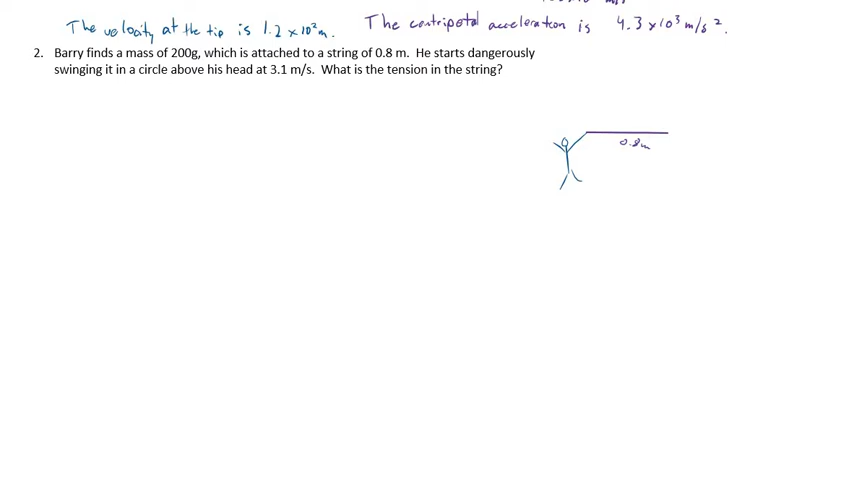 The velocity at the tip is 1.2 x 10² m. The centripetal acceleration is 4.3 x 10³ m/s².
2. Barry finds a mass of 200g, which is attached to a string of 0.8 m. He starts dangerously
swinging it in a circle above his head at 3.1 m/s. What is the tension in the string?
0.8m